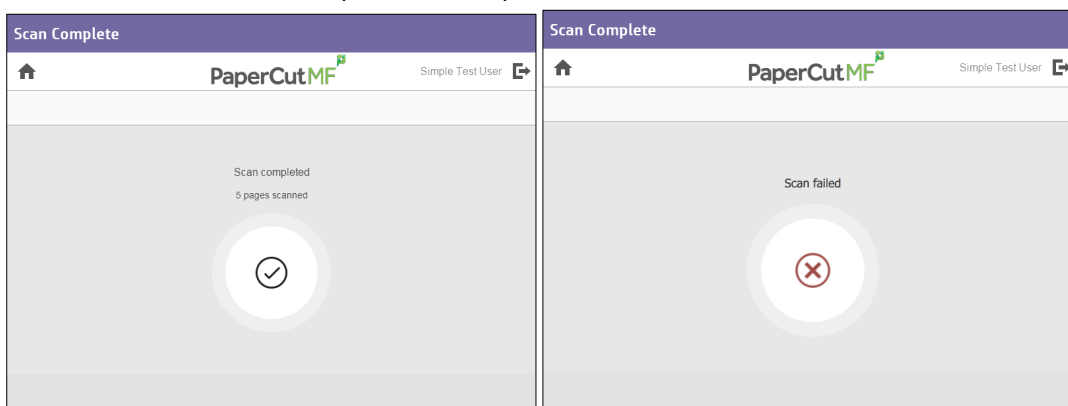 Scan Complete
PaperCutMF
Simple Test User
Scan completed
5 pages scanned
Scan Complete
PaperCutMF
Simple Test User
Scan failed